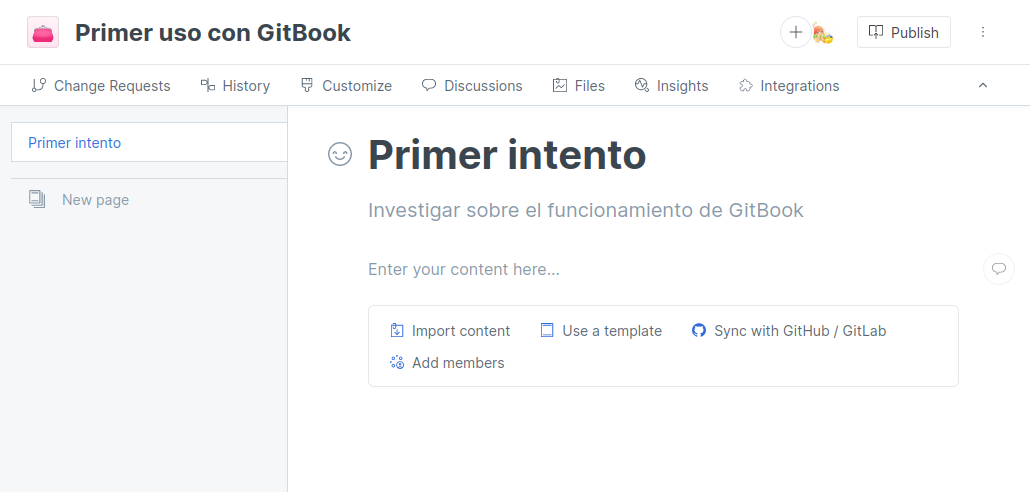 Primer uso con GitBook
Publish
Change Requests History Customize Discussions Files Insights Integrations
Primer intento
New page
Primer intento
Investigar sobre el funcionamiento de GitBook
Enter your content here...
Import content Use a template Sync with GitHub / GitLab
Add members